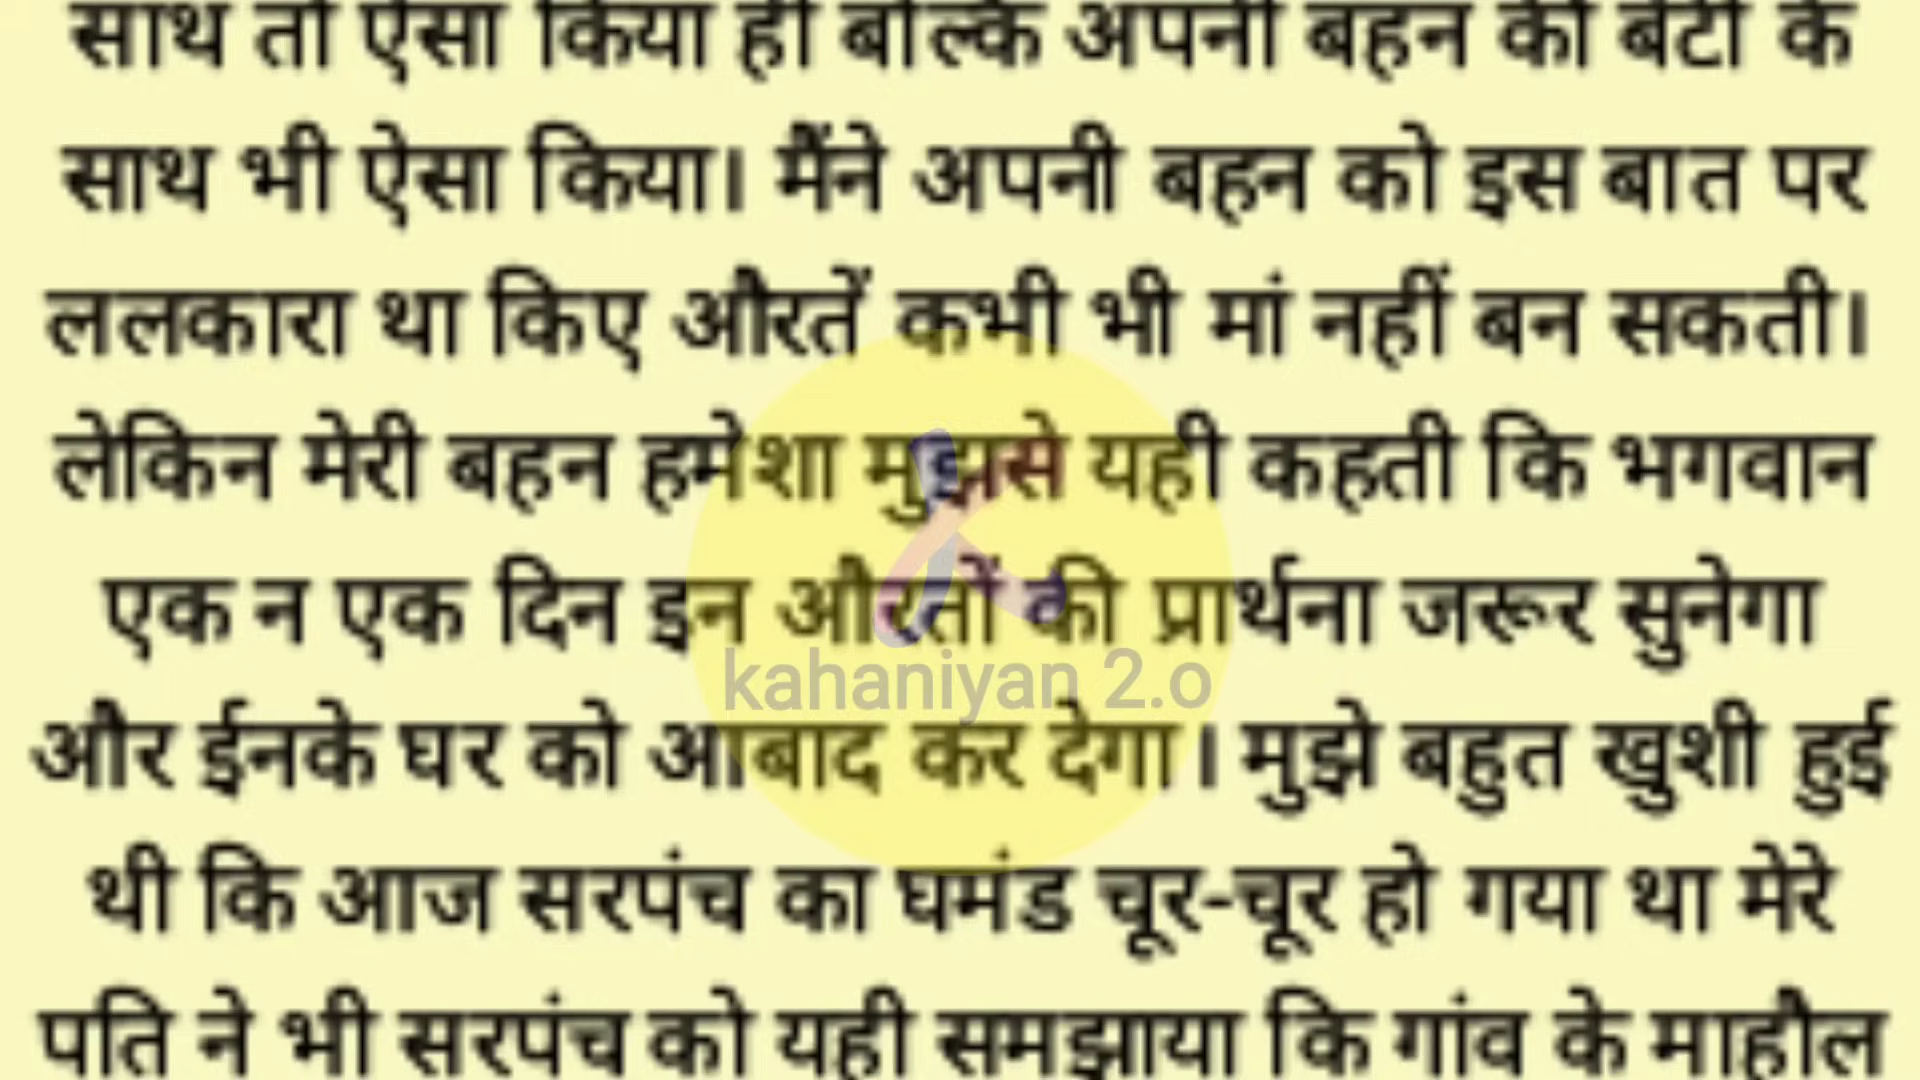 साथ तो ऐसा किया ही बल्कि अपनी बहन की बेटी के
साथ भी ऐसा किया। मैंने अपनी बहन को इस बात पर
ललकारा था किए औरतें कभी भी मां नहीं बन सकती।
लेकिन मेरी बहन हमेशा मुझसे यही कहती कि भगवान
एक न एक दिन इन औरतों की प्रार्थना जरूर सुनेगा
kahaniyan 2.o
और ईनके घर को आबाद कर देगा। मुझे बहुत खुशी हुई
थी कि आज सरपंच का घमंड चूर-चूर हो गया था मेरे
पति ने भी सरपंच को यही समझाया कि गांव के माहौल